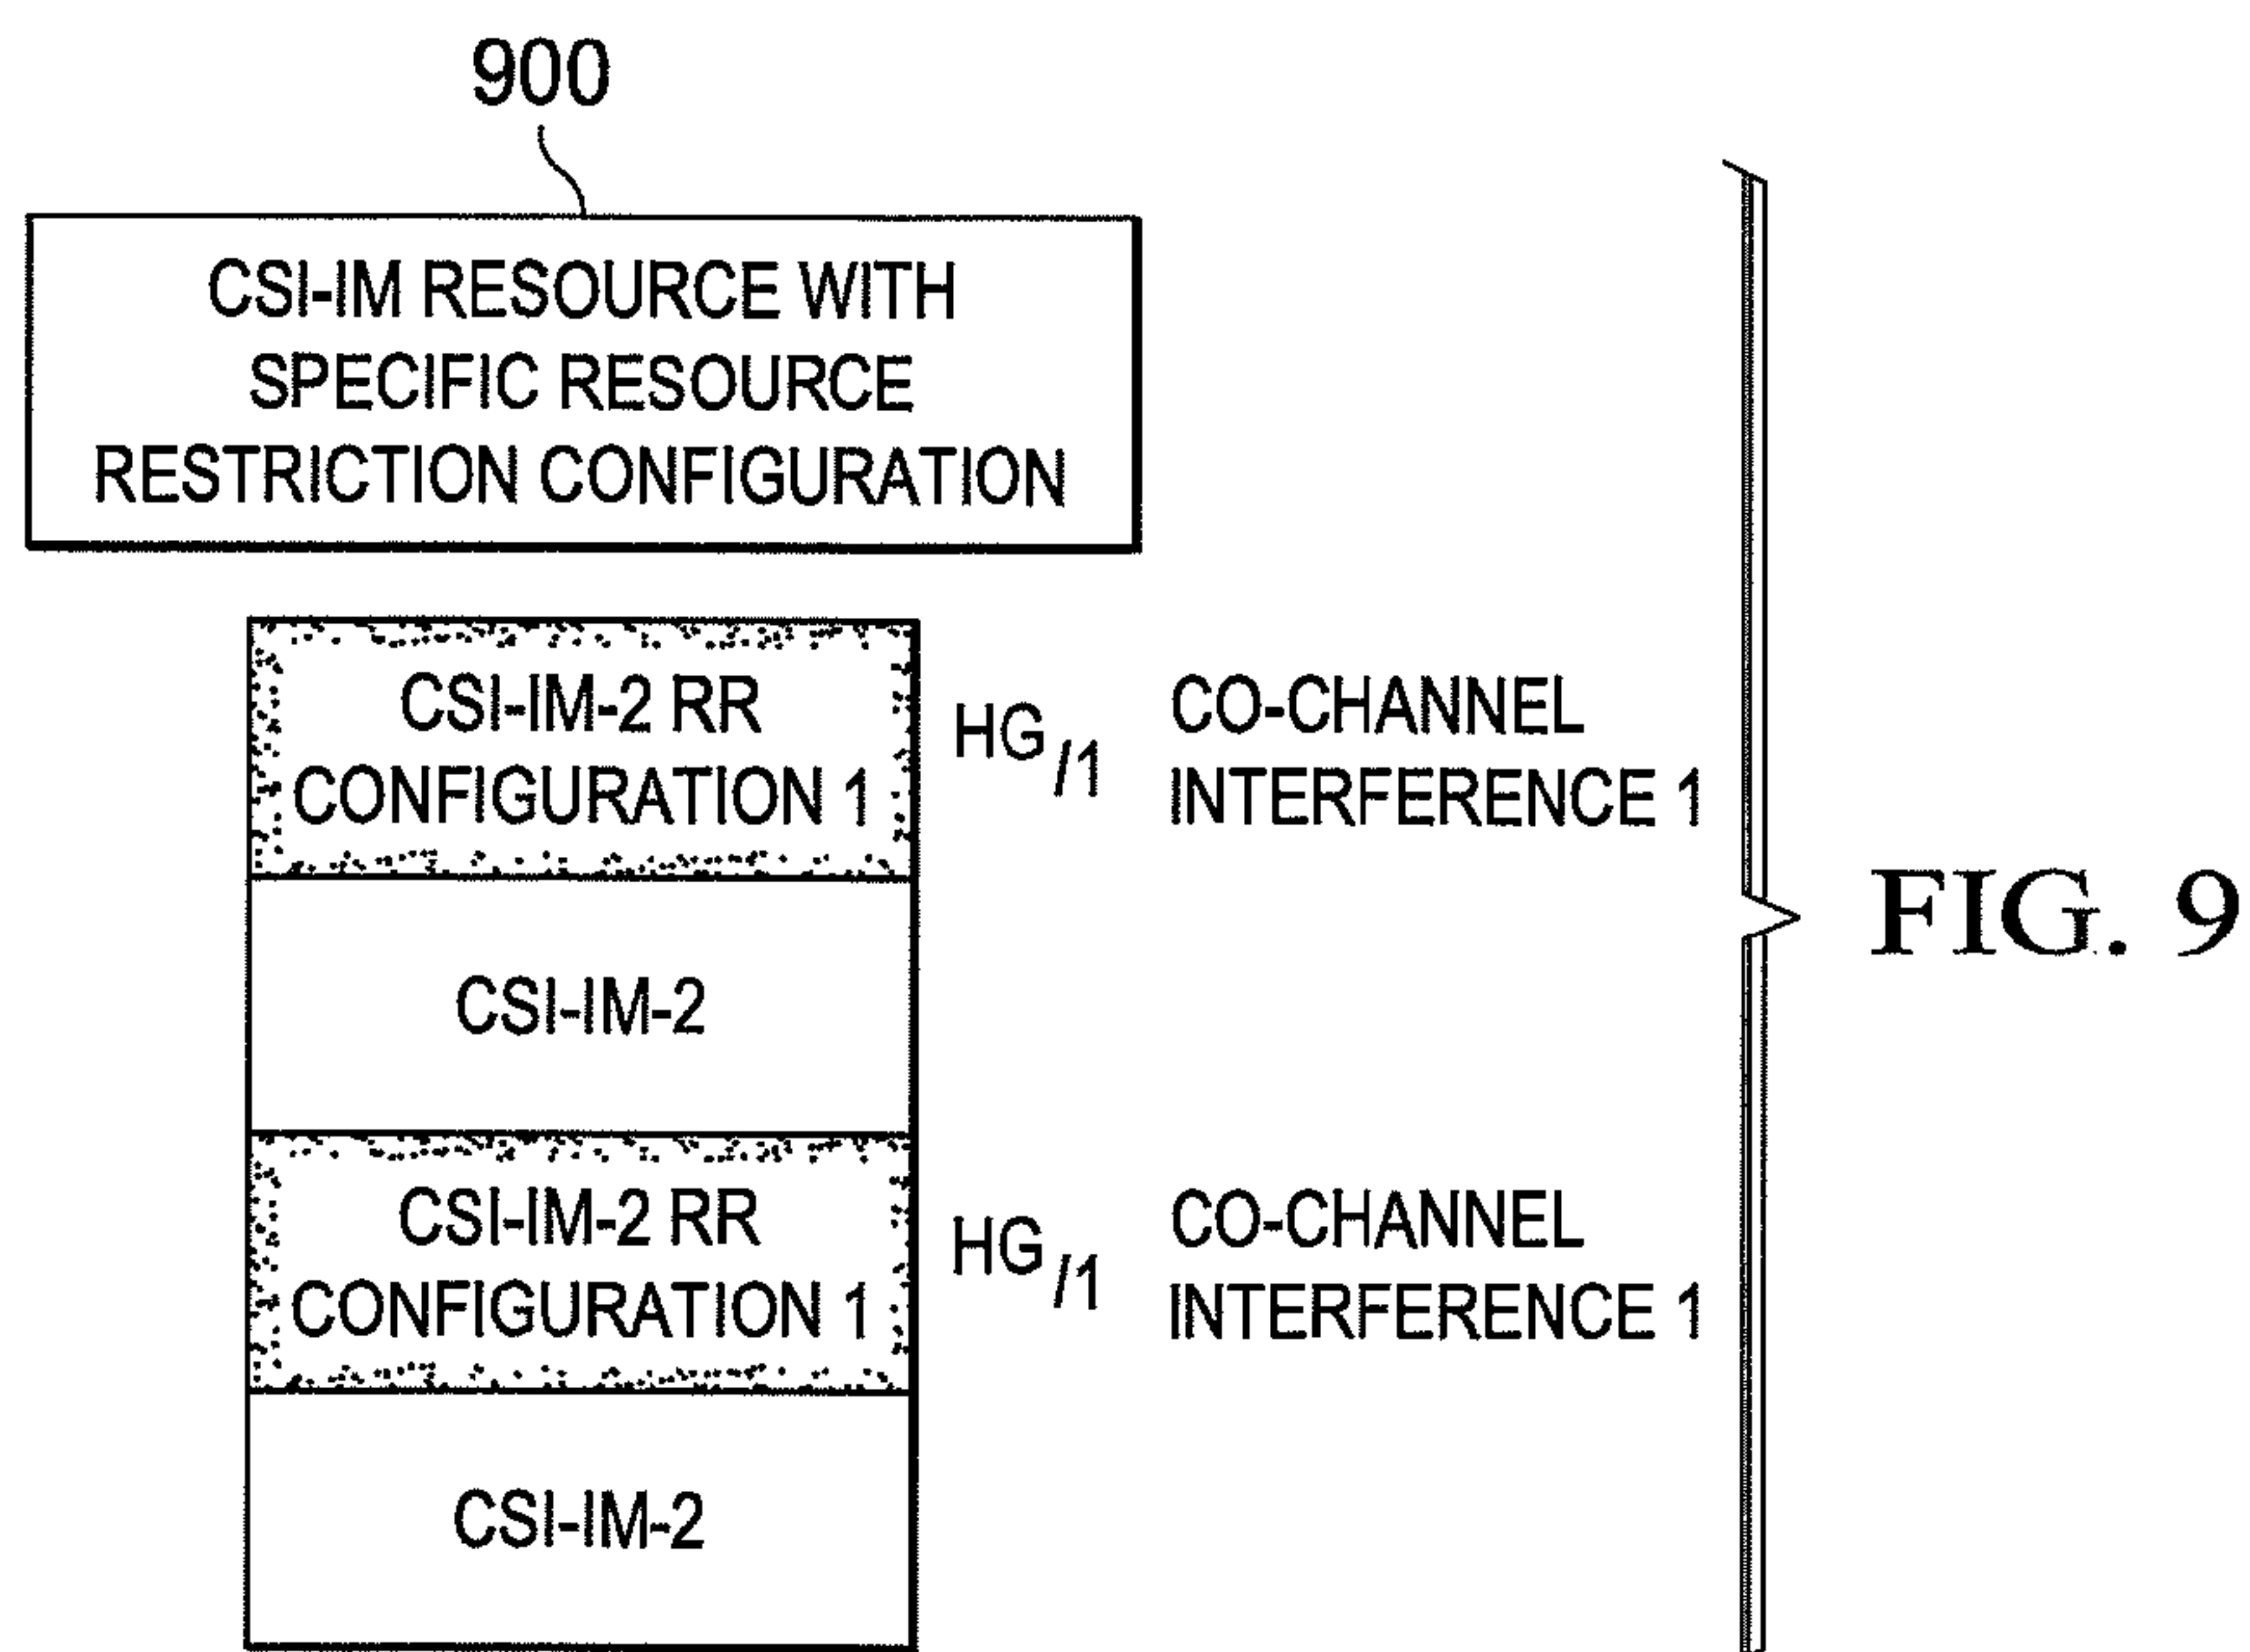 900
CSI-IM RESOURCE WITH
SPECIFIC RESOURCE
RESTRICTION CONFIGURATION
CSI-IM-2 RR
CONFIGURATION 1
HG/1
CO-CHANNEL
INTERFERENCE 1
CSI-IM-2
CSI-IM-2 RR
CONFIGURATION 1
HG/1
CO-CHANNEL
INTERFERENCE 1
CSI-IM-2
FIG. 9